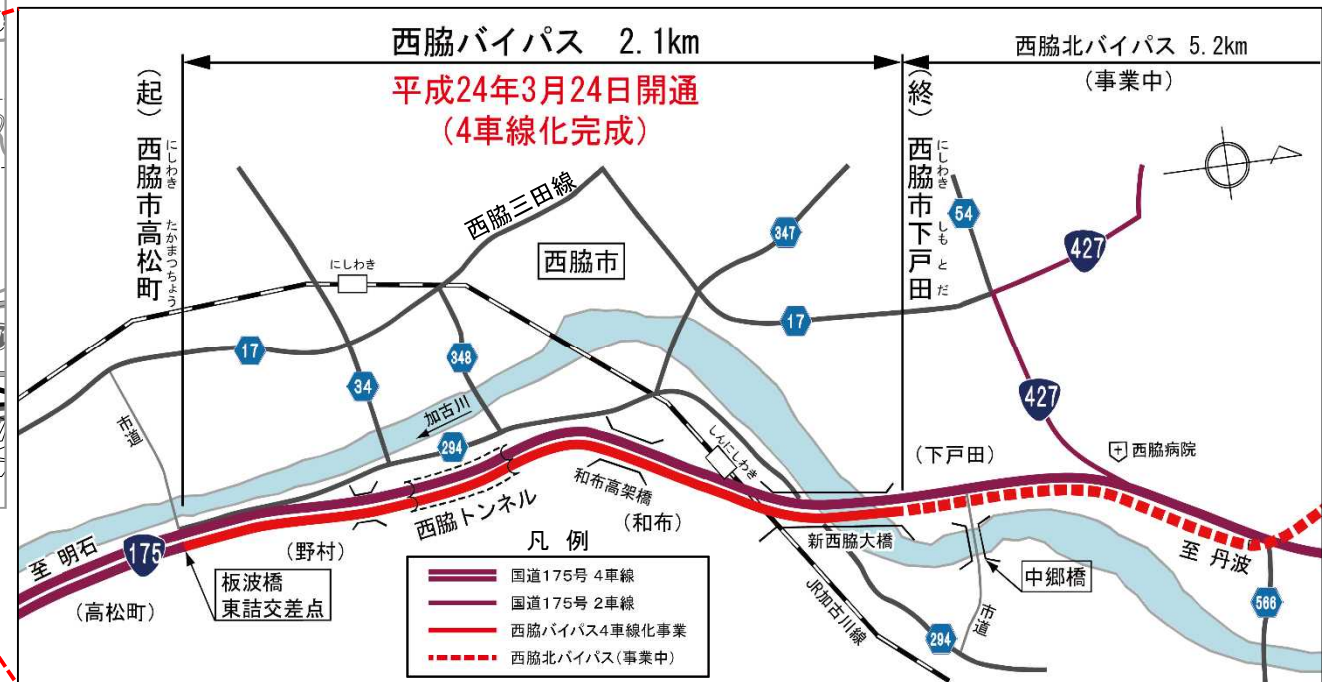 西脇バイパス 2.1km
平成24年3月24日開通
(4車線化完成)
西脇北バイパス 5.2km
(事業中)
(起) 西脇市高松町
にしわき たかまつちょう
(終) 西脇市下戸田
にしわき しもとだ
西脇三田線
西脇市
にしわき
54
347
427
17
17
34
348
427
市道
加古川
294
しんにしわき
(下戸田)
西脇病院
和布高架橋
(和布)
西脇トンネル
新西脇大橋
至 明石
175
(野村)
(高松町)
板波橋
東詰交差点
中郷橋
至 丹波
566
JR加古川線
294
市道
凡 例
国道175号 4車線
国道175号 2車線
西脇バイパス4車線化事業
西脇北バイパス(事業中)